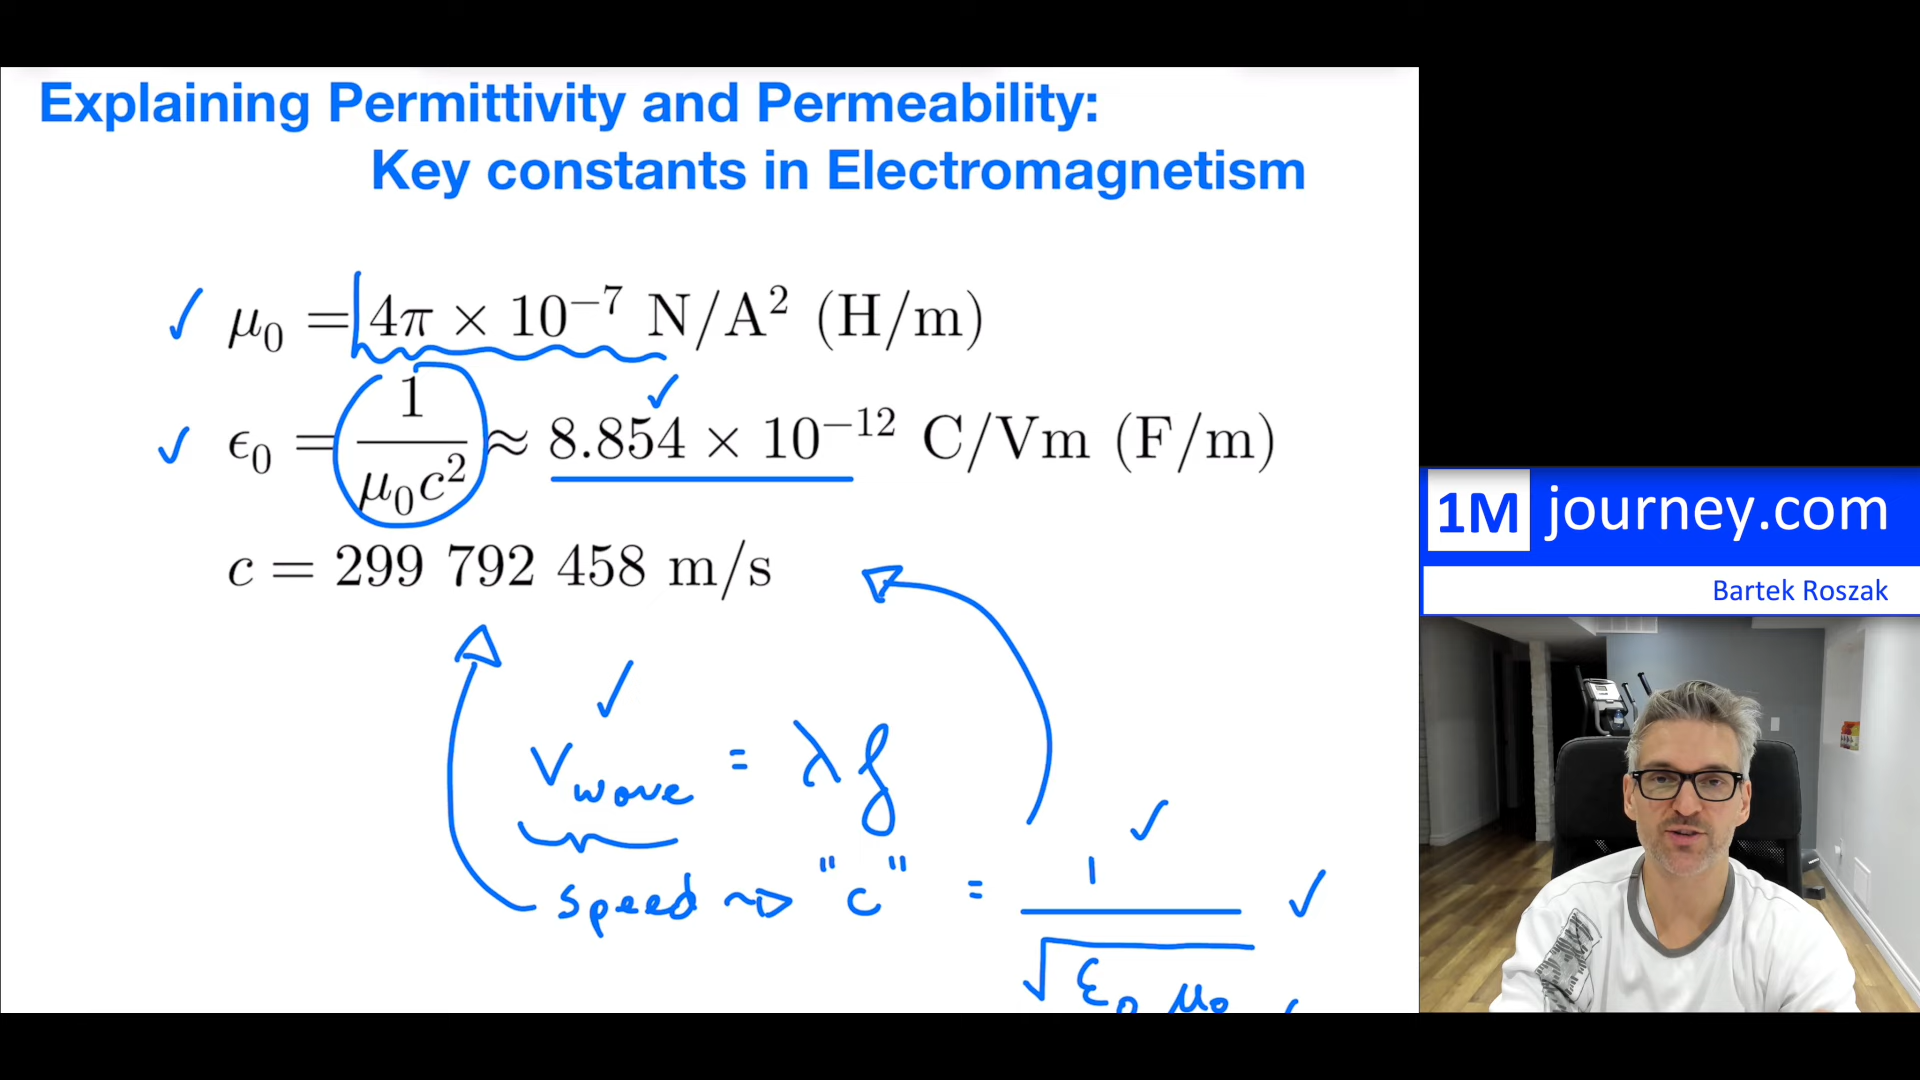 Explaining Permittivity and Permeability:
Key constants in Electromagnetism
μ₀ = 4π × 10⁻⁷ N/A² (H/m)
ϵ₀ = 1/(μ₀c²) ≈ 8.854 × 10⁻¹² C/Vm (F/m)
c = 299 792 458 m/s
V wave = λf
speed → "c" = 1/√(ε₀ μ₀)
1M journey.com
Bartek Roszak